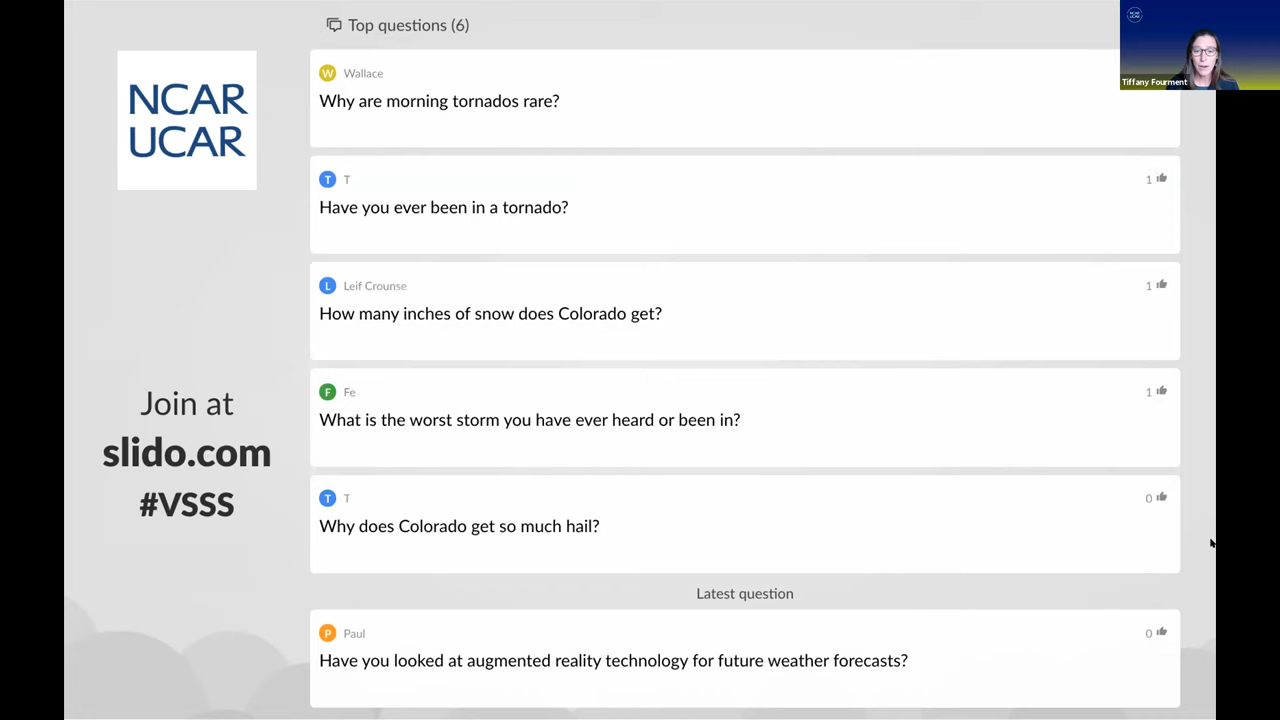 Top questions (6)
NCAR
UCAR
Join at
slido.com
#VSSS
W Wallace
Why are morning tornados rare?
T T 1
Have you ever been in a tornado?
L Leif Crounse 1
How many inches of snow does Colorado get?
F Fe 1
What is the worst storm you have ever heard or been in?
T T 0
Why does Colorado get so much hail?
Latest question
P Paul 0
Have you looked at augmented reality technology for future weather forecasts?
NCAR
UCAR
Tiffany Fourment